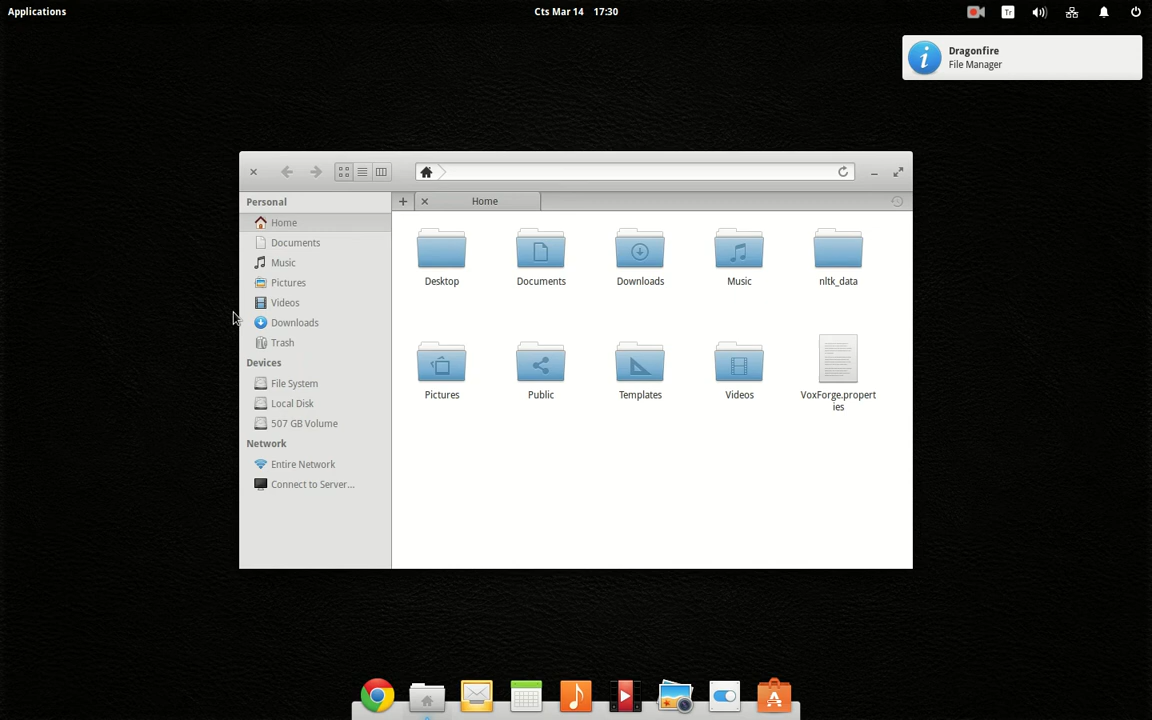 Applications
Cts Mar 14 17:30
Tr
Dragonfire
File Manager
Personal
Home
Documents
Music
Pictures
Videos
Downloads
Trash
Devices
File System
Local Disk
507 GB Volume
Network
Entire Network
Connect to Server...
Home
Desktop
Documents
Downloads
Music
nltk_data
Pictures
Public
Templates
Videos
VoxForge.propert
ies